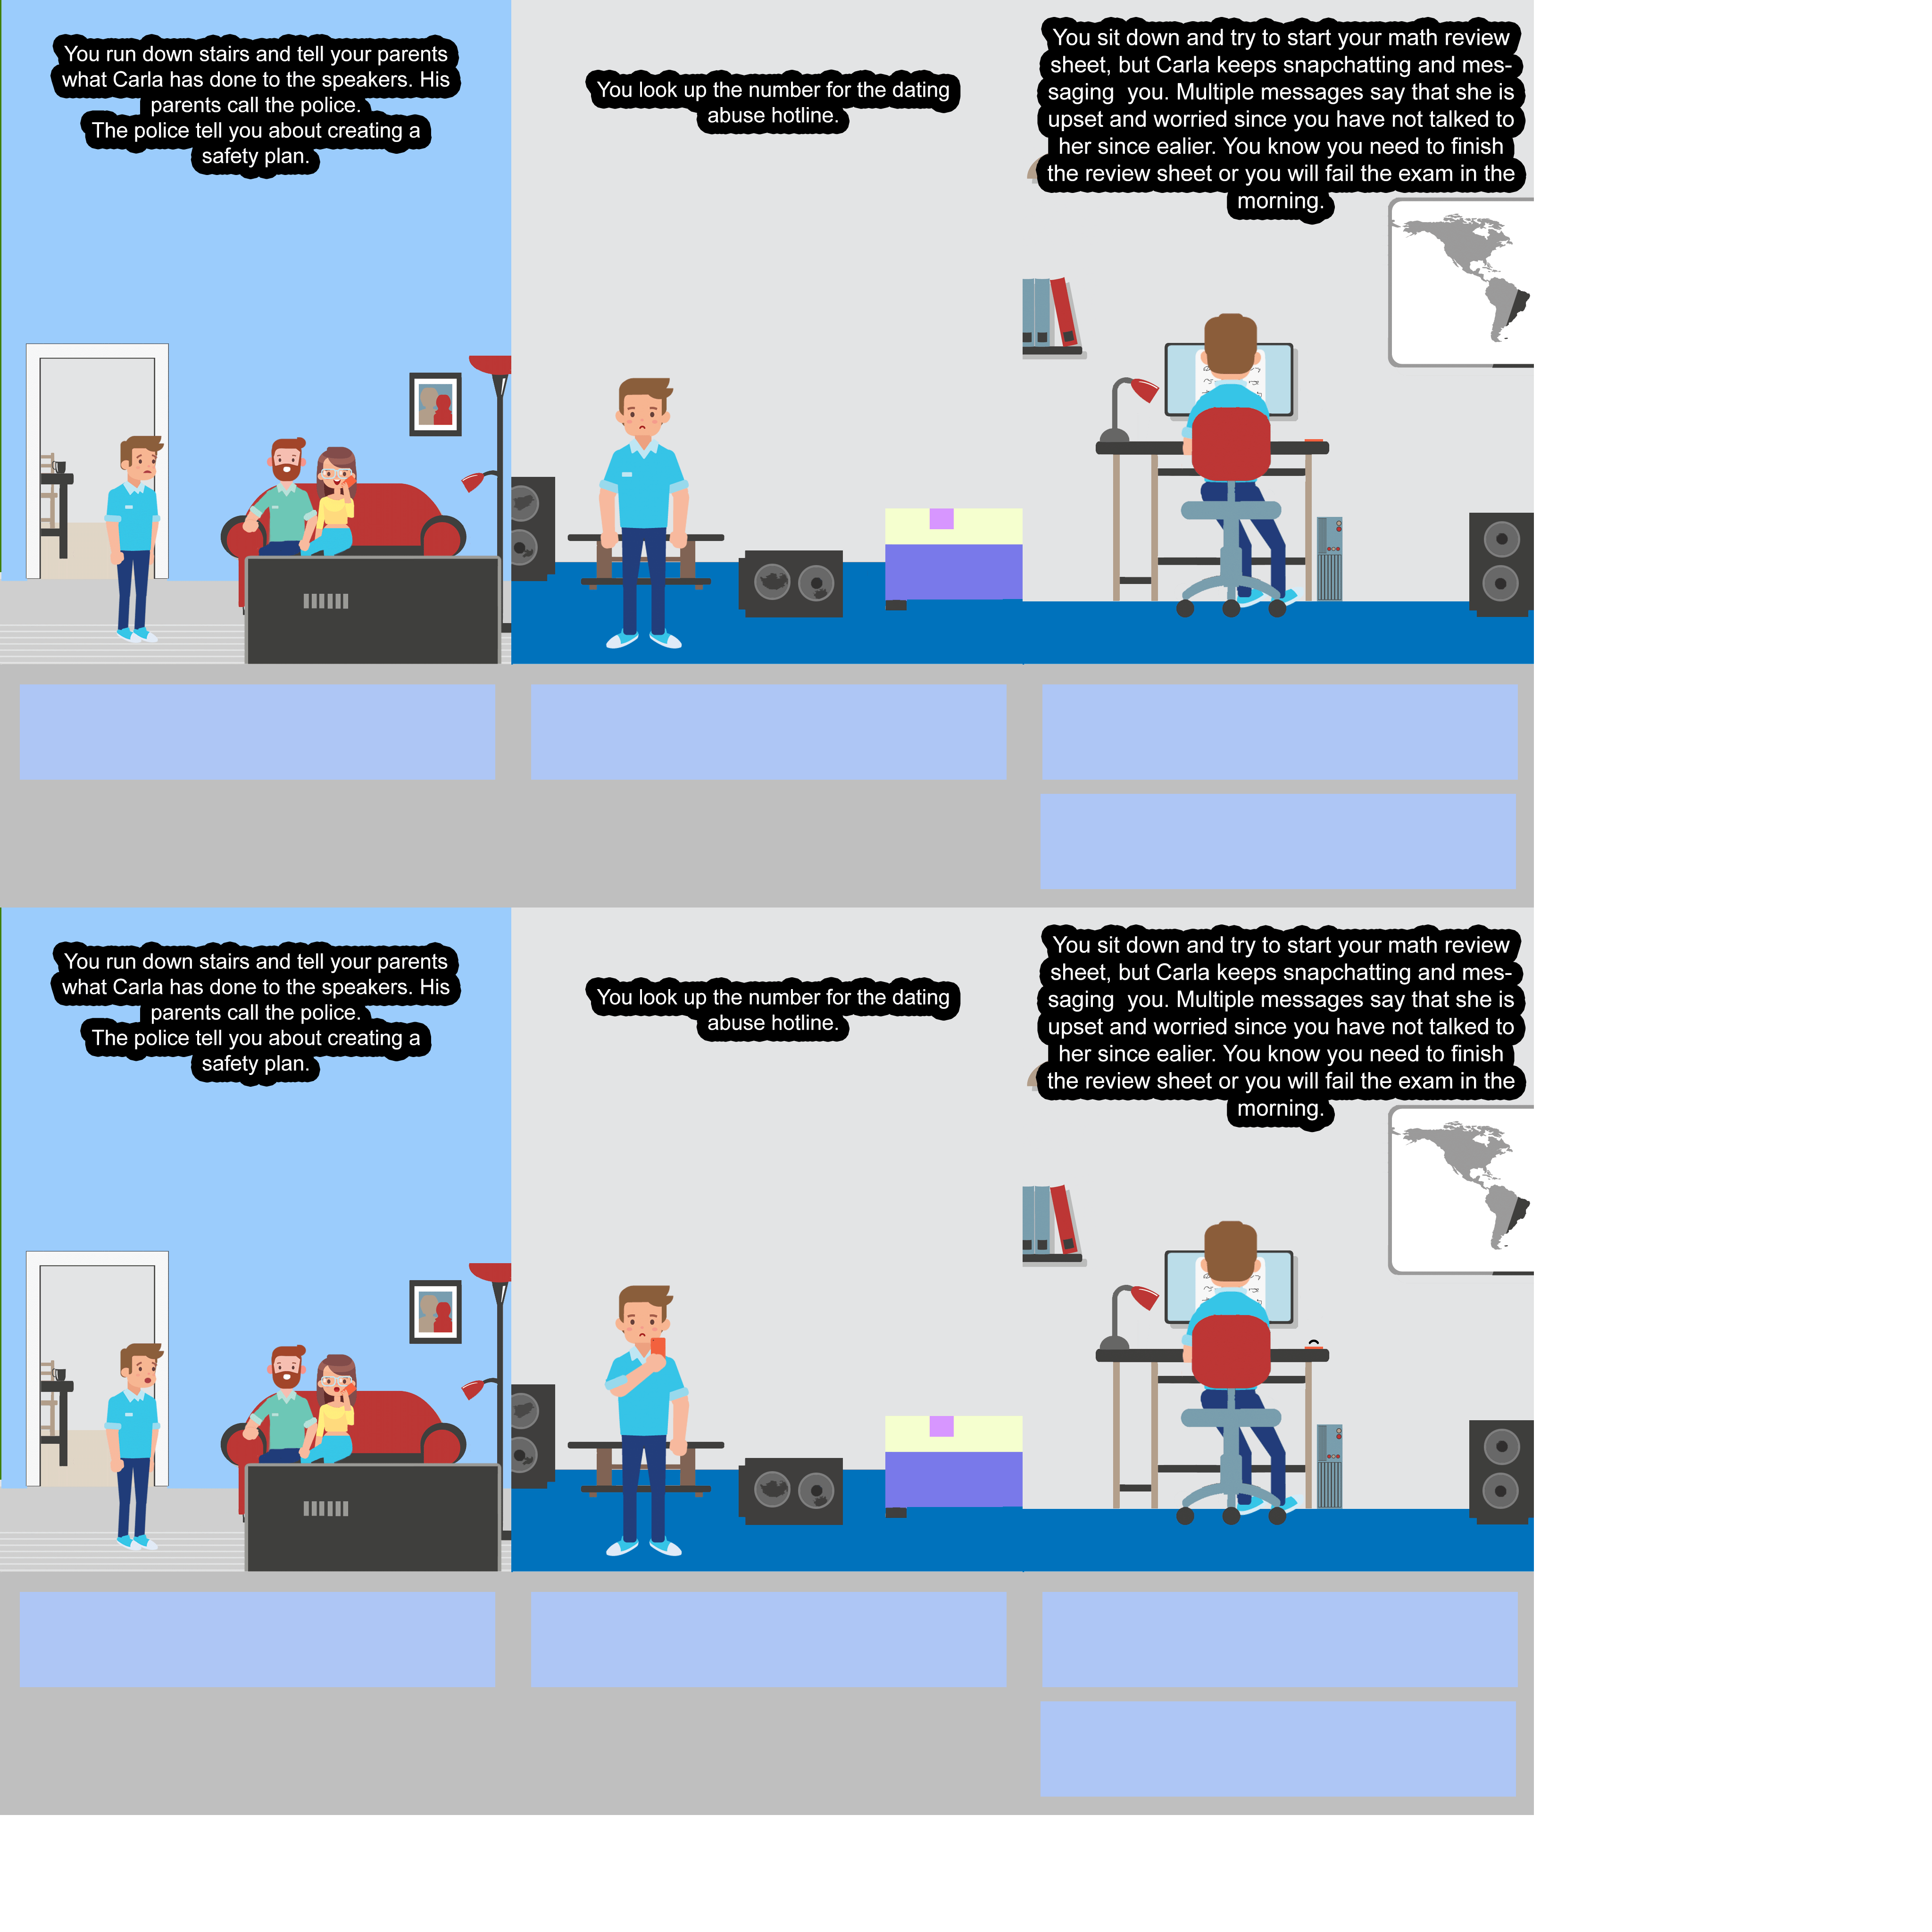 You run down stairs and tell your parents
what Carla has done to the speakers. His
parents call the police.
The police tell you about creating a
safety plan.
You look up the number for the dating
abuse hotline.
You sit down and try to start your math review
sheet, but Carla keeps snapchatting and mes-
saging  you. Multiple messages say that she is
upset and worried since you have not talked to
her since ealier. You know you need to finish
the review sheet or you will fail the exam in the
morning.
You run down stairs and tell your parents
what Carla has done to the speakers. His
parents call the police.
The police tell you about creating a
safety plan.
You look up the number for the dating
abuse hotline.
You sit down and try to start your math review
sheet, but Carla keeps snapchatting and mes-
saging  you. Multiple messages say that she is
upset and worried since you have not talked to
her since ealier. You know you need to finish
the review sheet or you will fail the exam in the
morning.